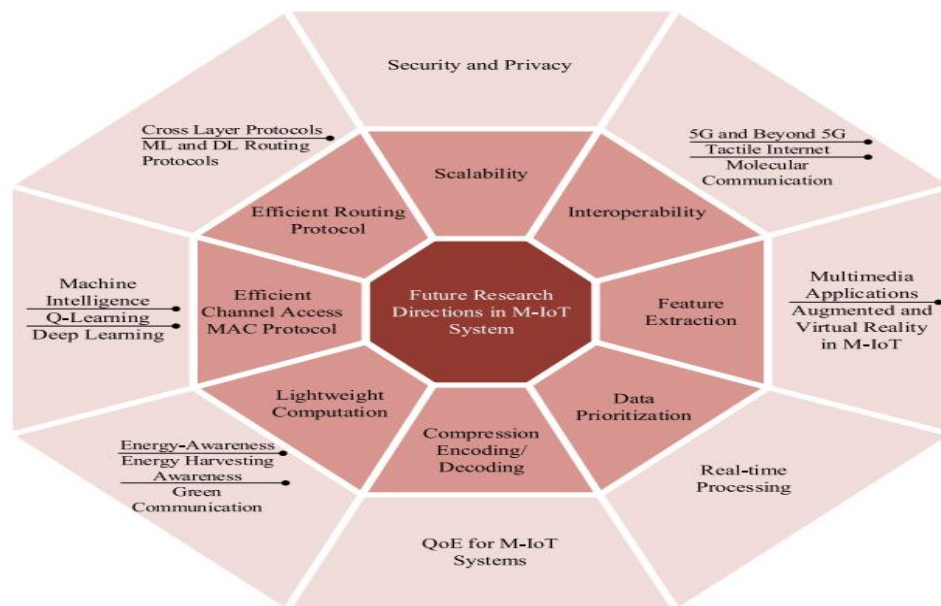 Security and Privacy
Cross Layer Protocols
ML and DL Routing
Protocols
5G and Beyond 5G
Tactile Internet
Molecular
Communication
Scalability
Efficient Routing
Protocol
Interoperability
Machine
Intelligence
Q-Learning
Deep Learning
Efficient
Channel Access
MAC Protocol
Future Research
Directions in M-IoT
System
Feature
Extraction
Multimedia
Applications
Augmented and
Virtual Reality
in M-IoT
Lightweight
Computation
Data
Prioritization
Compression
Encoding/
Decoding
Energy-Awareness
Energy Harvesting
Awareness
Green
Communication
Real-time
Processing
QoE for M-IoT
Systems